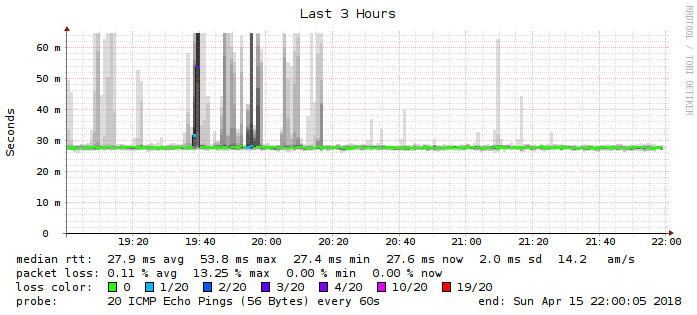 Last 3 Hours
RRDTOOL / TOBI OETIKER
Seconds
60 m
50 m
40 m
30 m
20 m
10 m
0
19:20 19:40 20:00 20:20 20:40 21:00 21:20 21:40 22:00
median rtt: 27.9 ms avg 53.8 ms max 27.4 ms min 27.6 ms now 2.0 ms sd 14.2 am/s
packet loss: 0.11 % avg 13.25 % max 0.00 % min 0.00 % now
loss color: 0 1/20 2/20 3/20 4/20 10/20 19/20
probe: 20 ICMP Echo Pings (56 Bytes) every 60s end: Sun Apr 15 22:00:05 2018